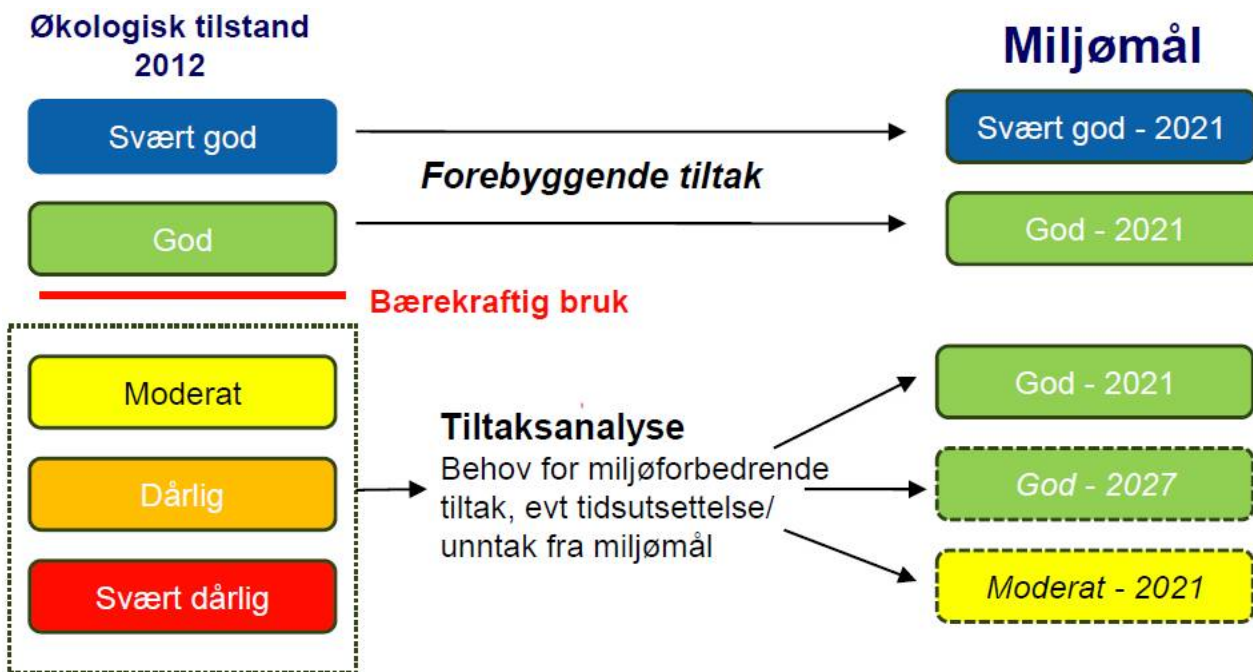 Økologisk tilstand
2012
Miljømål
Svært god
Svært god - 2021
Forebyggende tiltak
God
God - 2021
Bærekraftig bruk
Moderat
Dårlig
Svært dårlig
Tiltaksanalyse
Behov for miljøforbedrende
tiltak, evt tidsutsettelse/
unntak fra miljømål
God - 2021
God - 2027
Moderat - 2021